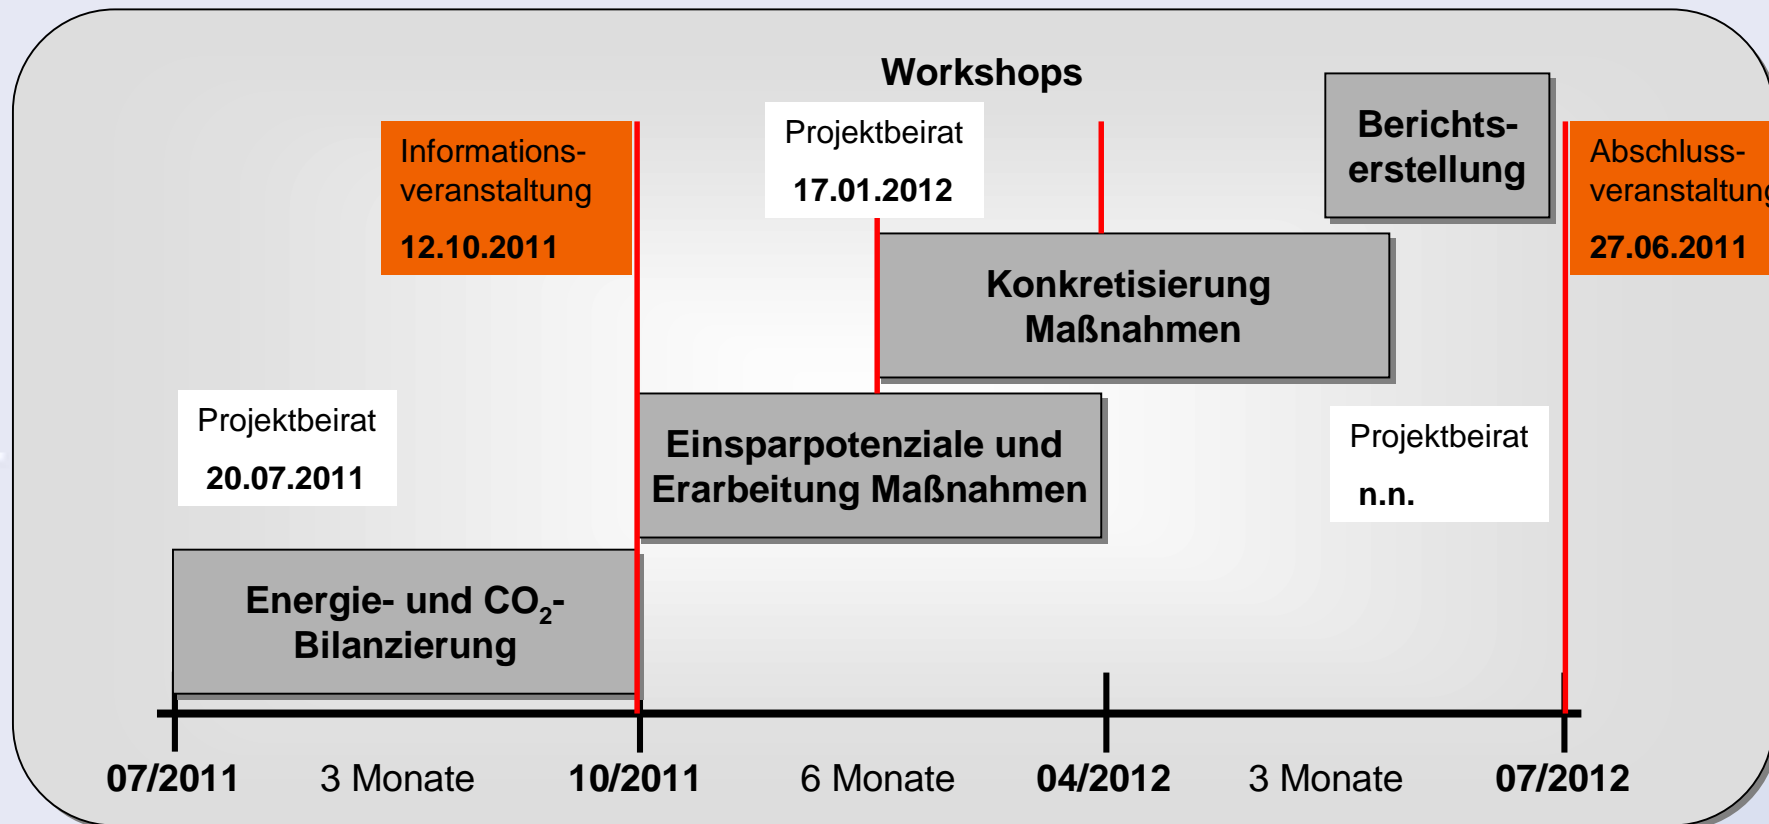 Workshops
Informations-
veranstaltung
12.10.2011
Projektbeirat
17.01.2012
Berichts-
erstellung
Abschluss-
veranstaltung
27.06.2011
Konkretisierung
Maßnahmen
Projektbeirat
20.07.2011
Einsparpotenziale und
Erarbeitung Maßnahmen
Projektbeirat
n.n.
Energie- und CO₂-
Bilanzierung
07/2011 3 Monate 10/2011 6 Monate 04/2012 3 Monate 07/2012